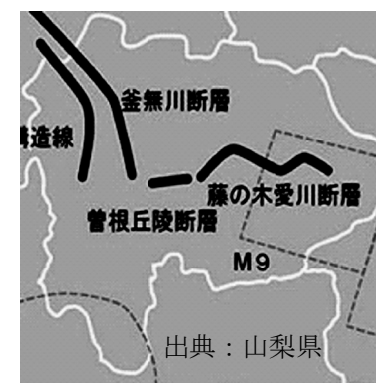 釜無川断層
構造線
藤の木愛川断層
曽根丘陵断層
M9
出典：山梨県